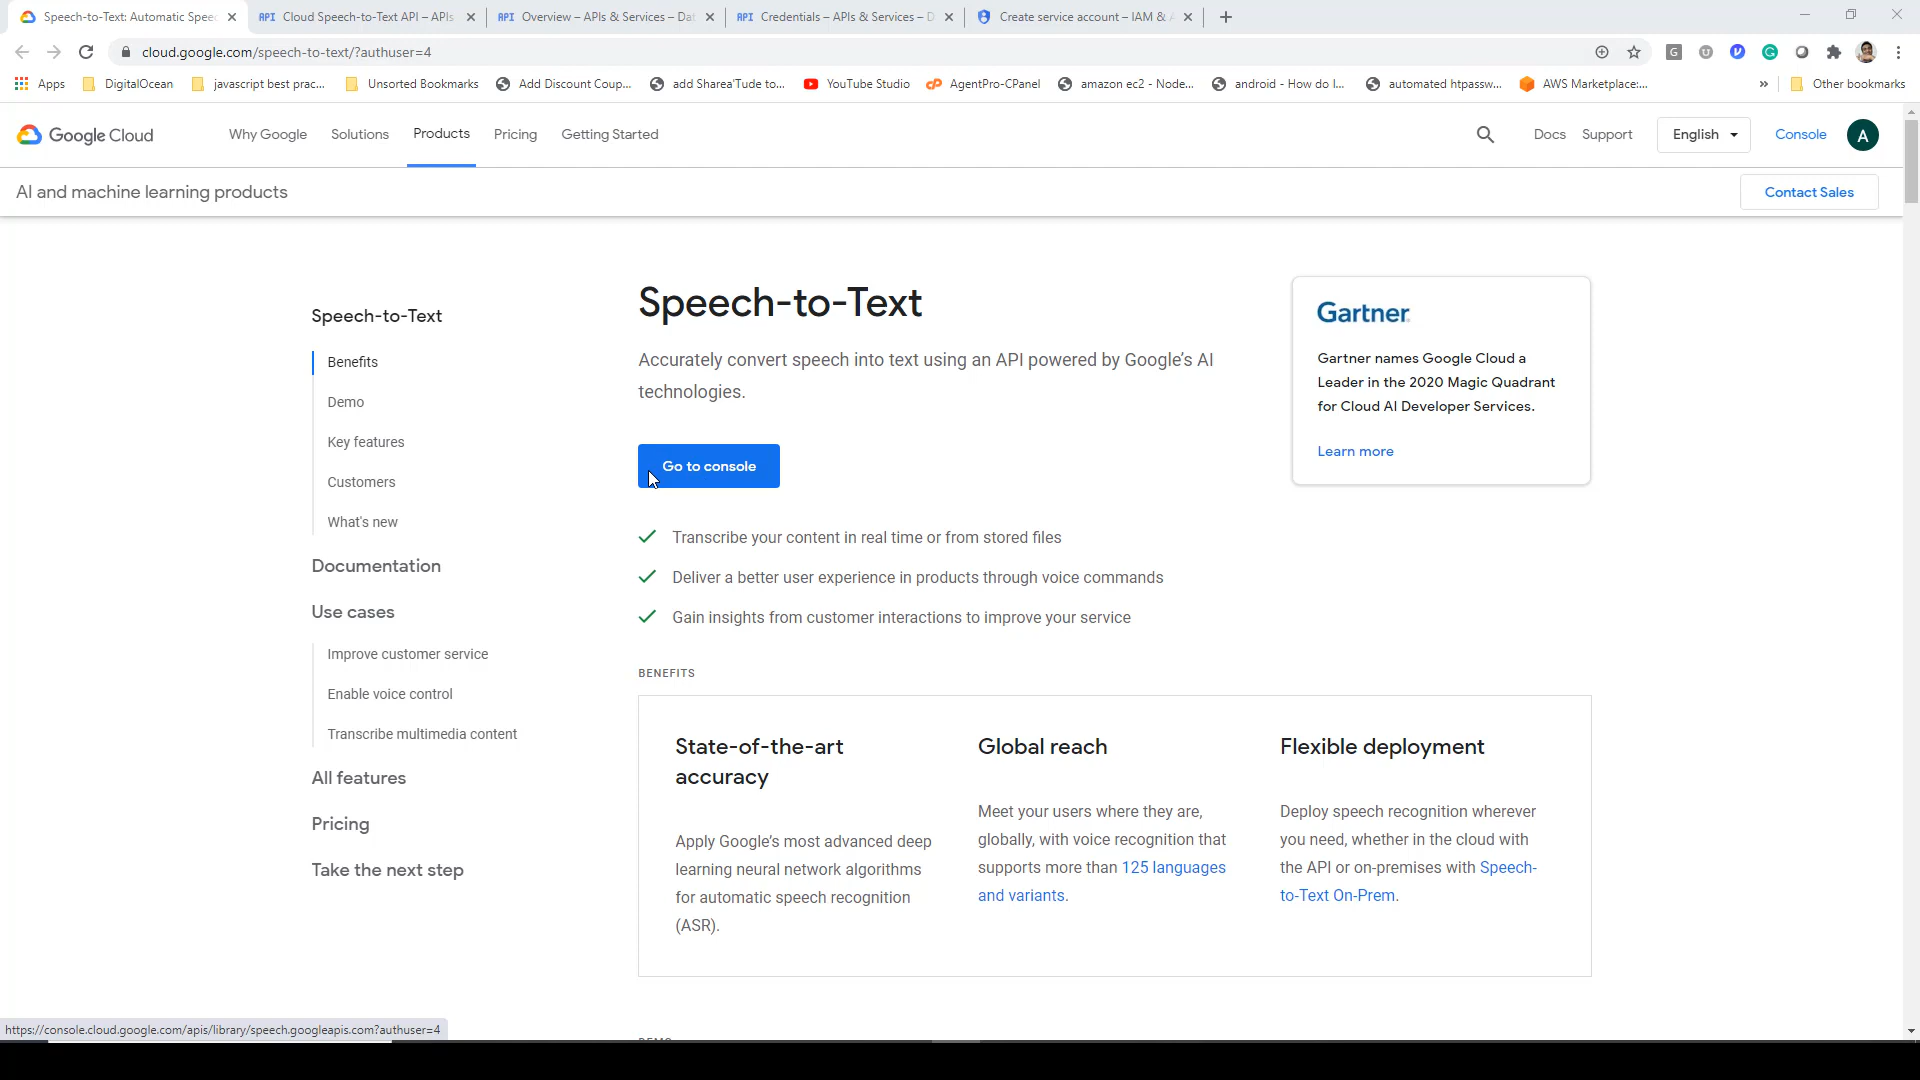 Speech-to-Text: Automatic Spee
API Cloud Speech-to-Text API – APIs
API Overview – APIs & Services – Dat
API Credentials – APIs & Services – D
Create service account – IAM & A
cloud.google.com/speech-to-text/?authuser=4
Apps
DigitalOcean
javascript best prac...
Unsorted Bookmarks
Add Discount Coup...
add Sharea'Tude to...
YouTube Studio
AgentPro-CPanel
amazon ec2 - Node...
android - How do I...
automated htpassw...
AWS Marketplace:...
»
Other bookmarks
Google Cloud
Why Google
Solutions
Products
Pricing
Getting Started
Docs
Support
English
Console
A
AI and machine learning products
Contact Sales
Speech-to-Text
Benefits
Demo
Key features
Customers
What's new
Documentation
Use cases
Improve customer service
Enable voice control
Transcribe multimedia content
All features
Pricing
Take the next step
Speech-to-Text
Accurately convert speech into text using an API powered by Google's AI
technologies.
Go to console
Transcribe your content in real time or from stored files
Deliver a better user experience in products through voice commands
Gain insights from customer interactions to improve your service
Gartner
Gartner names Google Cloud a
Leader in the 2020 Magic Quadrant
for Cloud AI Developer Services.
Learn more
BENEFITS
State-of-the-art
accuracy
Apply Google's most advanced deep
learning neural network algorithms
for automatic speech recognition
(ASR).
Global reach
Meet your users where they are,
globally, with voice recognition that
supports more than 125 languages
and variants.
Flexible deployment
Deploy speech recognition wherever
you need, whether in the cloud with
the API or on-premises with Speech-
to-Text On-Prem.
https://console.cloud.google.com/apis/library/speech.googleapis.com?authuser=4